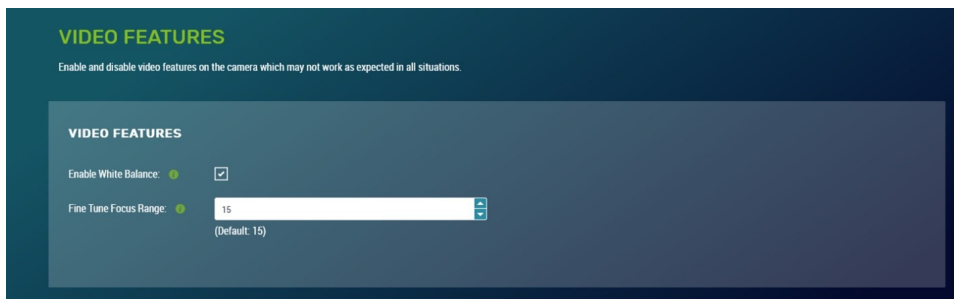 VIDEO FEATURES
Enable and disable video features on the camera which may not work as expected in all situations.
VIDEO FEATURES
Enable White Balance:
Fine Tune Focus Range: 15
(Default: 15)